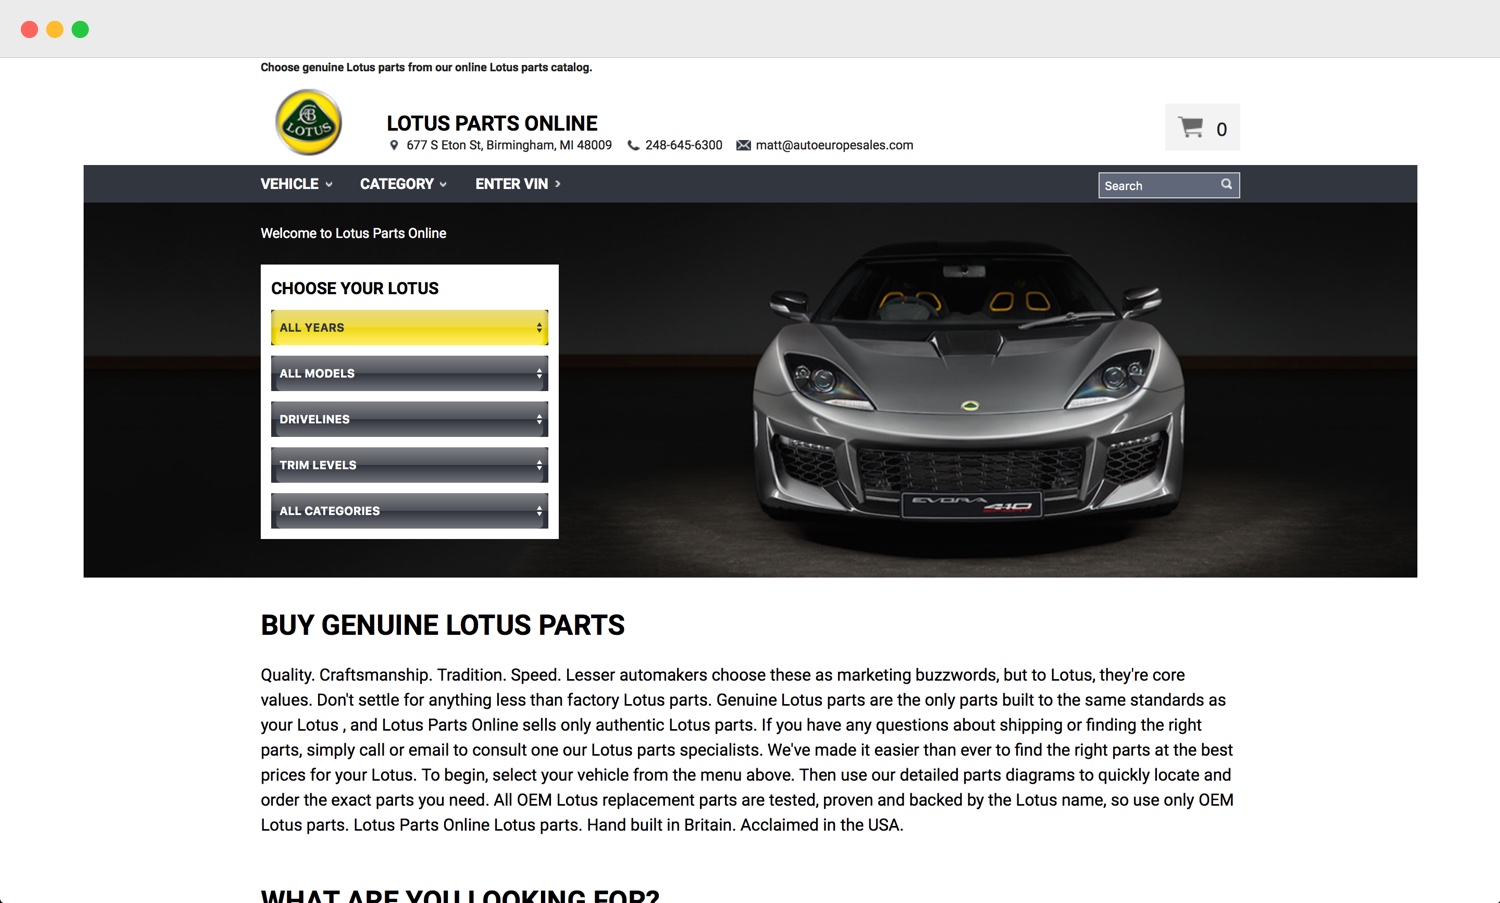 Choose genuine Lotus parts from our online Lotus parts catalog.
LOTUS
LOTUS PARTS ONLINE
677 S Eton St, Birmingham, MI 48009 248-645-6300 matt@autoeuropesales.com
0
VEHICLE CATEGORY ENTER VIN Search
Welcome to Lotus Parts Online
CHOOSE YOUR LOTUS
ALL YEARS
ALL MODELS
DRIVELINES
TRIM LEVELS
ALL CATEGORIES
EVORA 410
BUY GENUINE LOTUS PARTS
Quality. Craftsmanship. Tradition. Speed. Lesser automakers choose these as marketing buzzwords, but to Lotus, they're core
values. Don't settle for anything less than factory Lotus parts. Genuine Lotus parts are the only parts built to the same standards as
your Lotus , and Lotus Parts Online sells only authentic Lotus parts. If you have any questions about shipping or finding the right
parts, simply call or email to consult one our Lotus parts specialists. We've made it easier than ever to find the right parts at the best
prices for your Lotus. To begin, select your vehicle from the menu above. Then use our detailed parts diagrams to quickly locate and
order the exact parts you need. All OEM Lotus replacement parts are tested, proven and backed by the Lotus name, so use only OEM
Lotus parts. Lotus Parts Online Lotus parts. Hand built in Britain. Acclaimed in the USA.
WHAT ARE YOU LOOKING FOR?